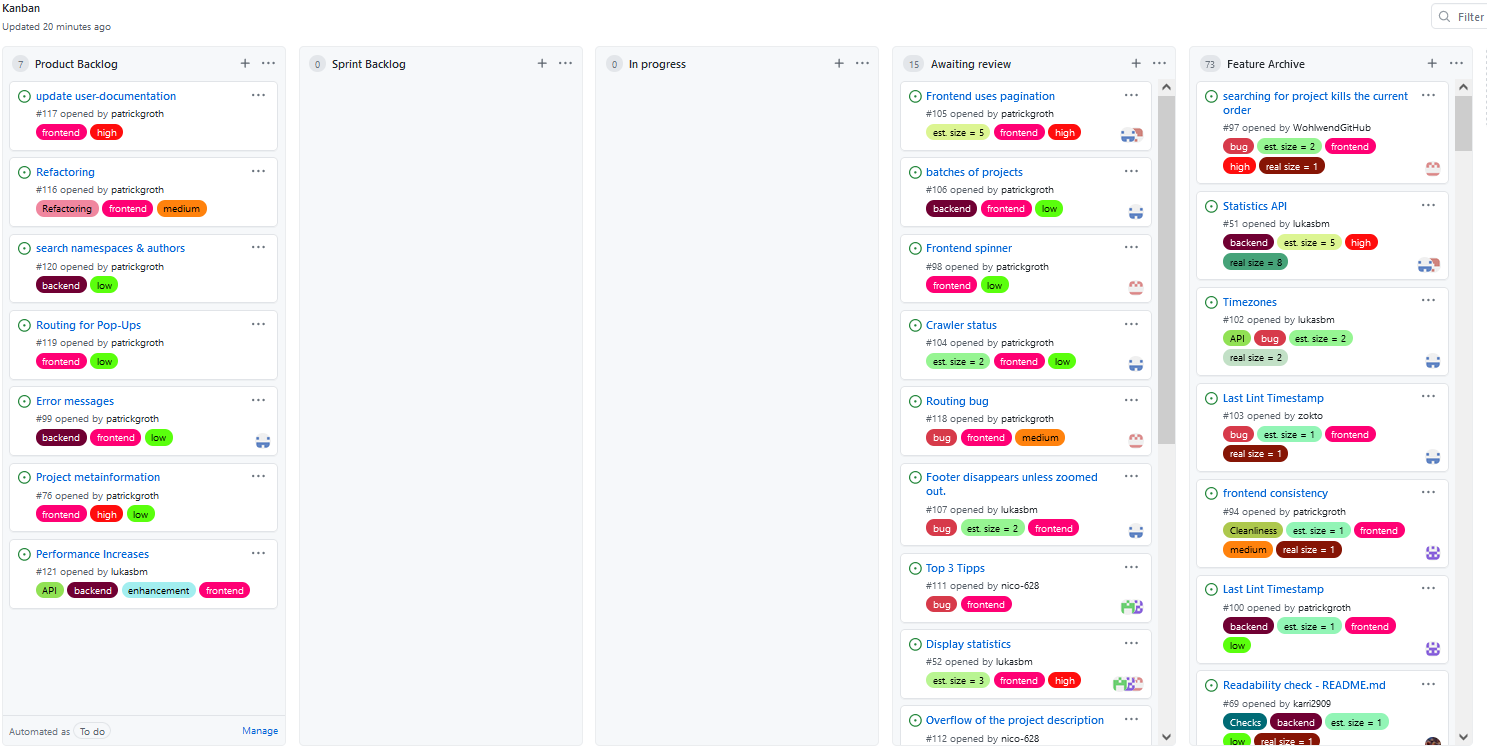 Kanban
Updated 20 minutes ago
Filter
7 Product Backlog
update user-documentation
#117 opened by patrickgroth
frontend high
Refactoring
#116 opened by patrickgroth
Refactoring frontend medium
search namespaces & authors
#120 opened by patrickgroth
backend low
Routing for Pop-Ups
#119 opened by patrickgroth
frontend low
Error messages
#99 opened by patrickgroth
backend frontend low
Project metainformation
#76 opened by patrickgroth
frontend high low
Performance Increases
#121 opened by lukasbm
API backend enhancement frontend
Automated as To do Manage
0 Sprint Backlog
0 In progress
15 Awaiting review
Frontend uses pagination
#105 opened by patrickgroth
est. size = 5 frontend high
batches of projects
#106 opened by patrickgroth
backend frontend low
Frontend spinner
#98 opened by patrickgroth
frontend low
Crawler status
#104 opened by patrickgroth
est. size = 2 frontend low
Routing bug
#118 opened by patrickgroth
bug frontend medium
Footer disappears unless zoomed
out.
#107 opened by lukasbm
bug est. size = 2 frontend
Top 3 Tipps
#111 opened by nico-628
bug frontend
Display statistics
#52 opened by lukasbm
est. size = 3 frontend high
Overflow of the project description
#112 opened by nico-628
73 Feature Archive
searching for project kills the current
order
#97 opened by WohlwendGitHub
bug est. size = 2 frontend
high real size = 1
Statistics API
#51 opened by lukasbm
backend est. size = 5 high
real size = 8
Timezones
#102 opened by lukasbm
API bug est. size = 2
real size = 2
Last Lint Timestamp
#103 opened by zokto
bug est. size = 1 frontend
real size = 1
frontend consistency
#94 opened by patrickgroth
Cleanliness est. size = 1 frontend
medium real size = 1
Last Lint Timestamp
#100 opened by patrickgroth
backend est. size = 1 frontend
low
Readability check - README.md
#69 opened by karri2909
Checks backend est. size = 1
low real size = 1